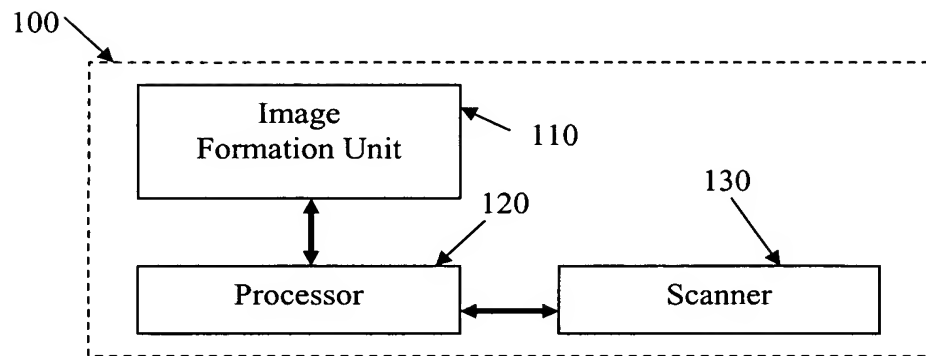 100
Image
Formation Unit
110
120
130
Processor
Scanner